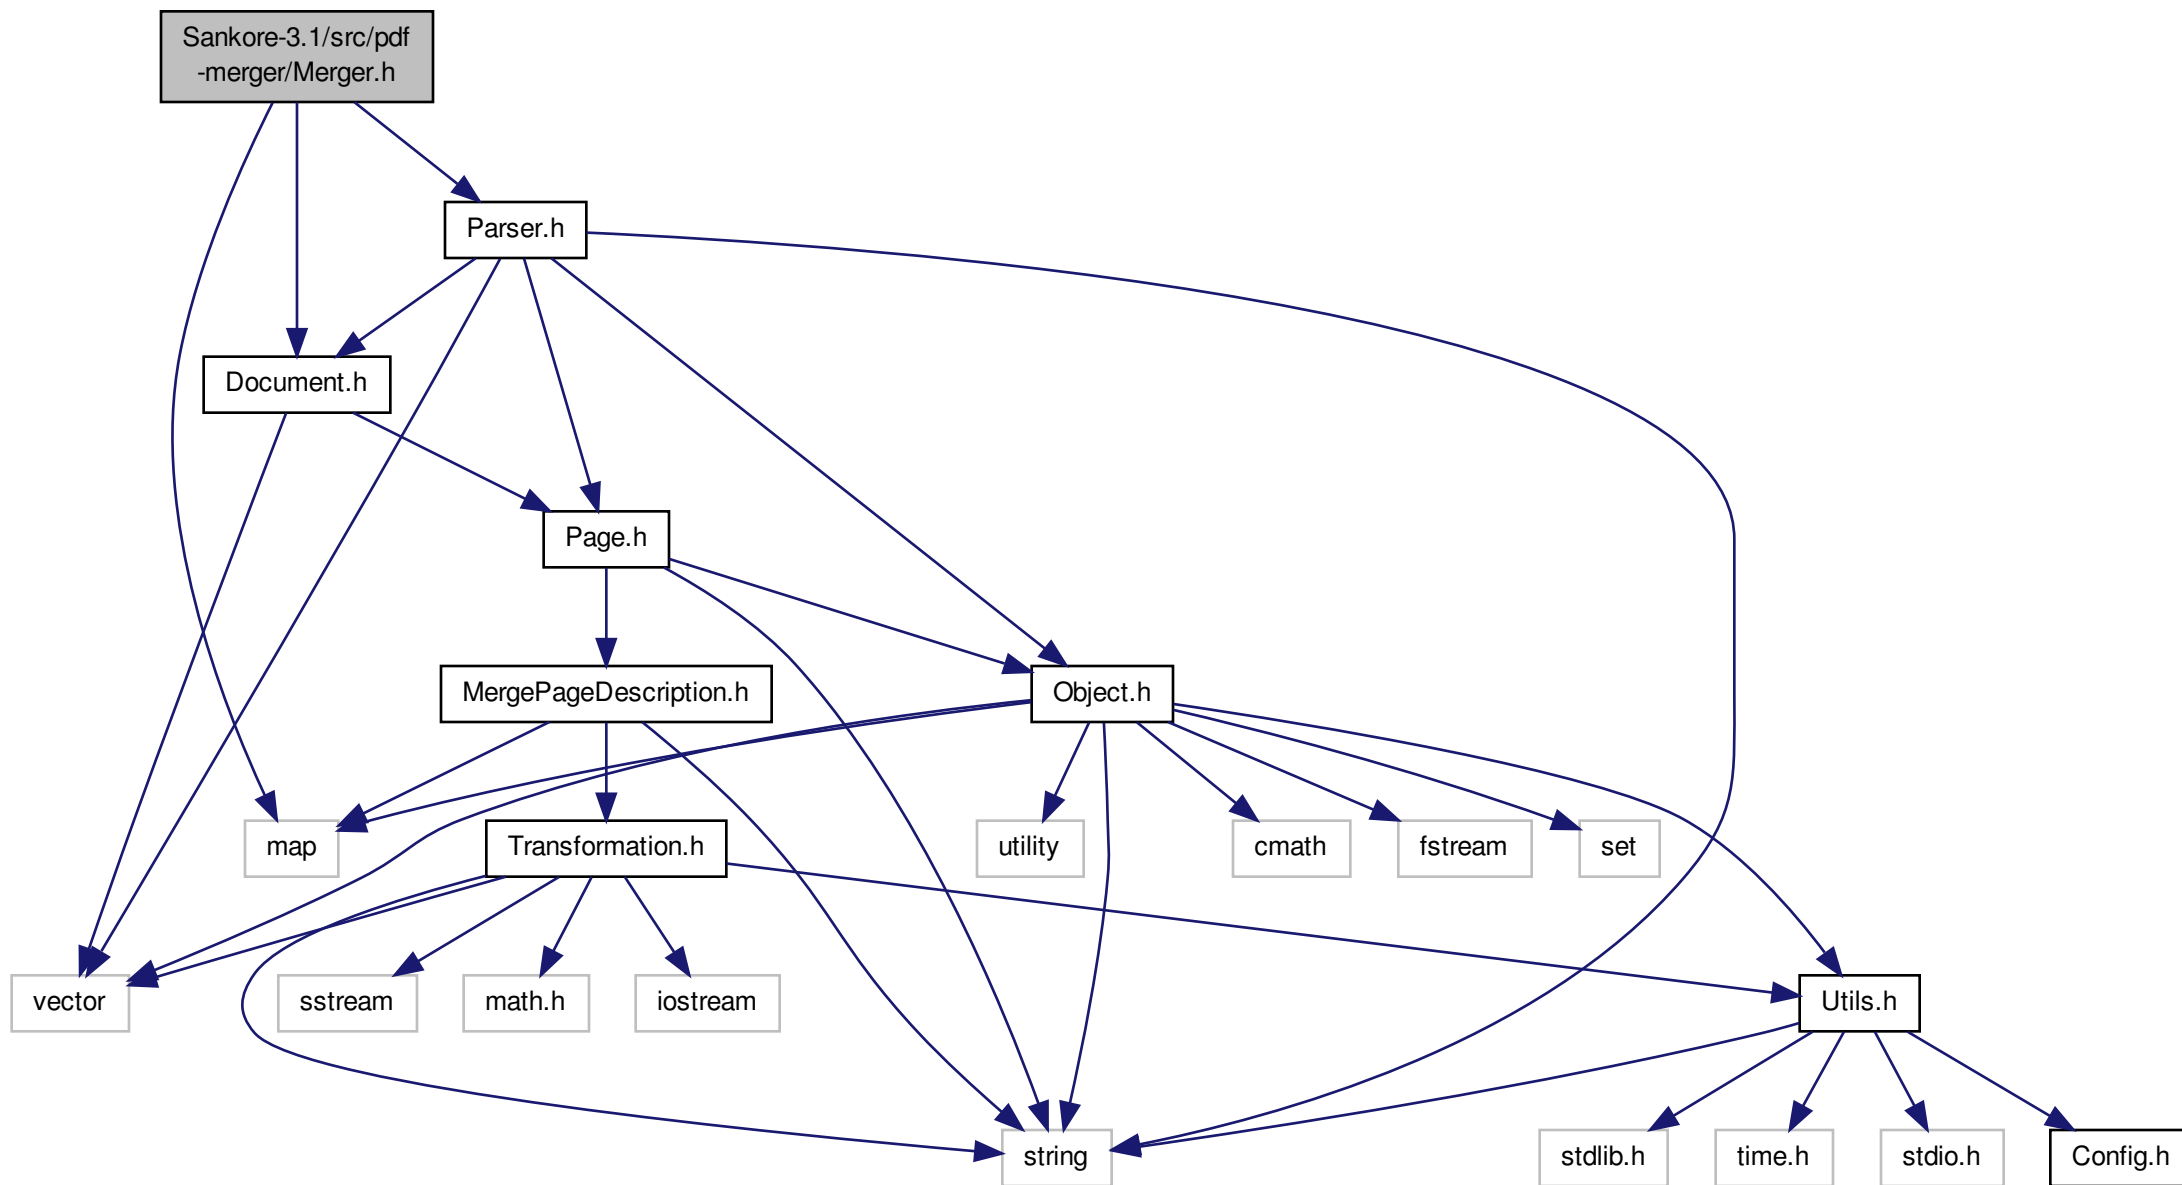 Sankore-3.1/src/pdf
-merger/Merger.h
Parser.h
Document.h
Page.h
MergePageDescription.h
Object.h
map
Transformation.h
utility
cmath
fstream
set
vector
sstream
math.h
iostream
Utils.h
string
stdlib.h
time.h
stdio.h
Config.h